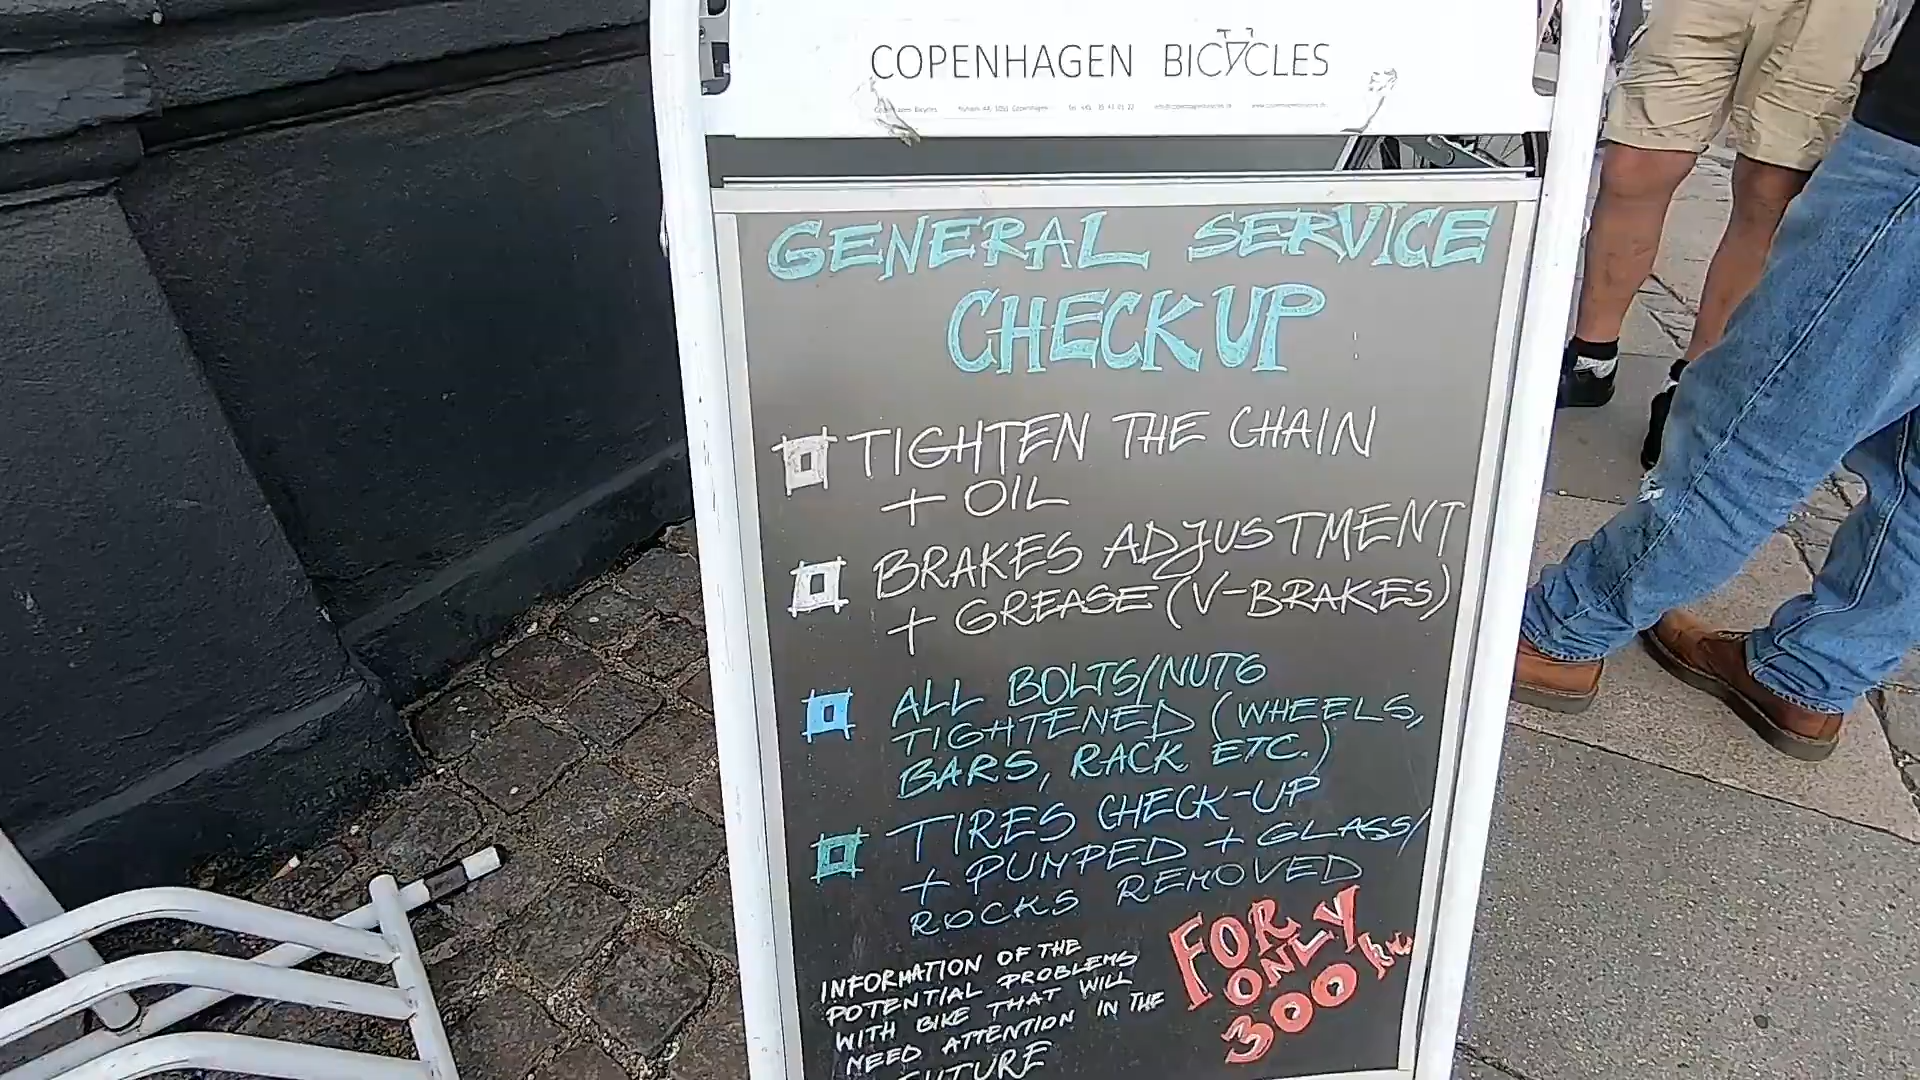 COPENHAGEN BICYCLES
GENERAL SERVICE
CHECK UP
TIGHTEN THE CHAIN
+ OIL
BRAKES ADJUSTMENT
+ GREASE (V-BRAKES)
ALL BOLTS/NUTS
TIGHTENED (WHEELS,
BARS, RACK ETC.)
TIRES CHECK-UP
+ PUMPED + GLASS/
ROCKS REMOVED
INFORMATION OF THE
POTENTIAL PROBLEMS
WITH BIKE THAT WILL
NEED ATTENTION IN THE
FUTURE
FOR
ONLY
300 kr